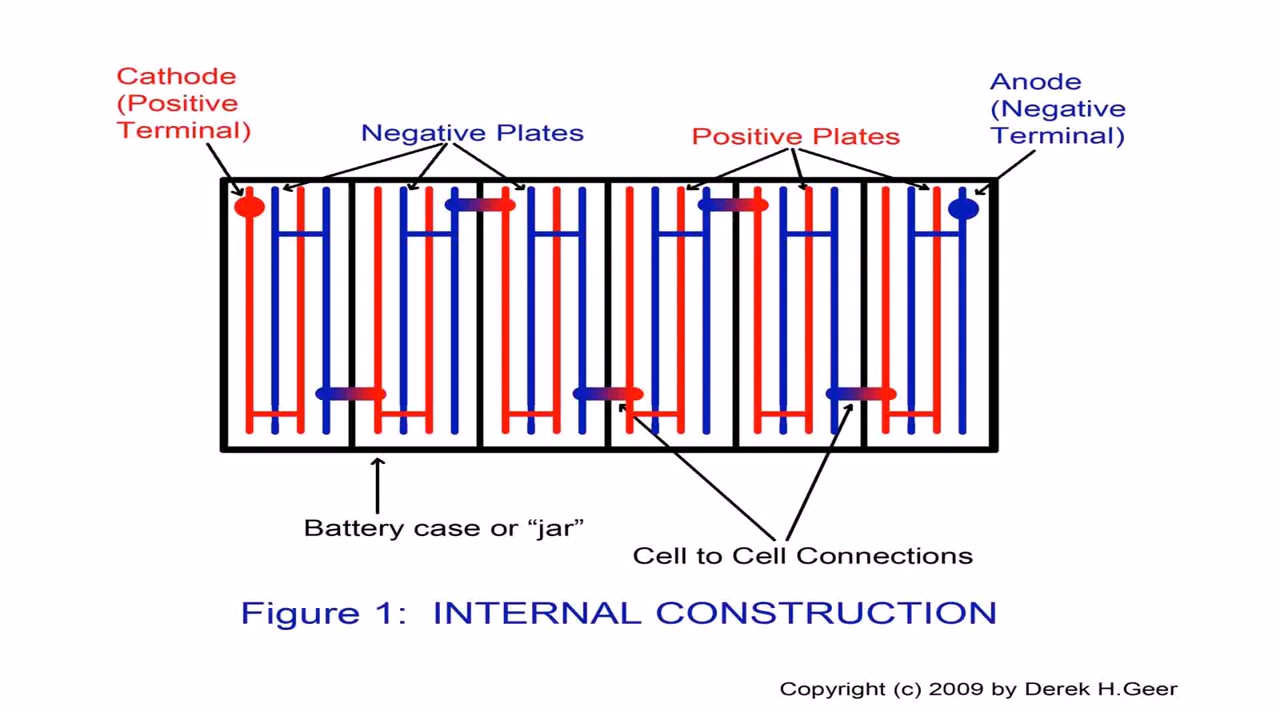 Cathode
(Positive
Terminal)
Negative Plates
Positive Plates
Anode
(Negative
Terminal)
Battery case or “jar”
Cell to Cell Connections
Figure 1: INTERNAL CONSTRUCTION
Copyright (c) 2009 by Derek H.Geer